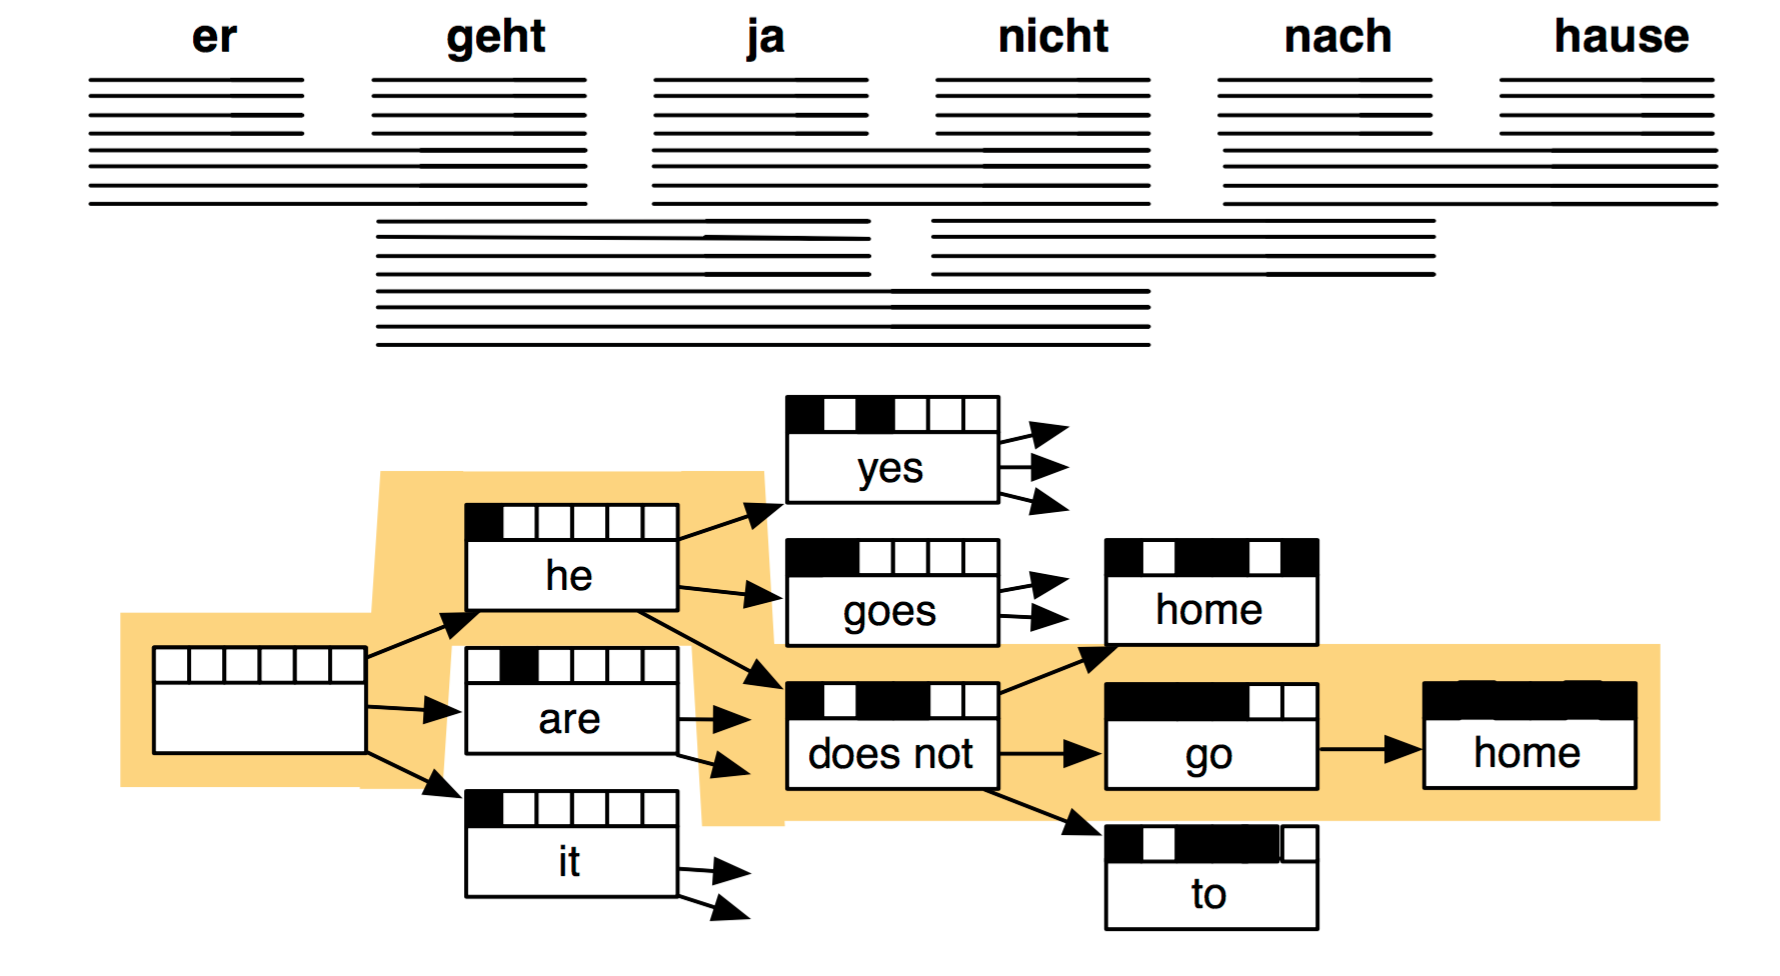 er geht ja nicht nach hause
yes
he
goes
home
are
does not
go
home
it
to